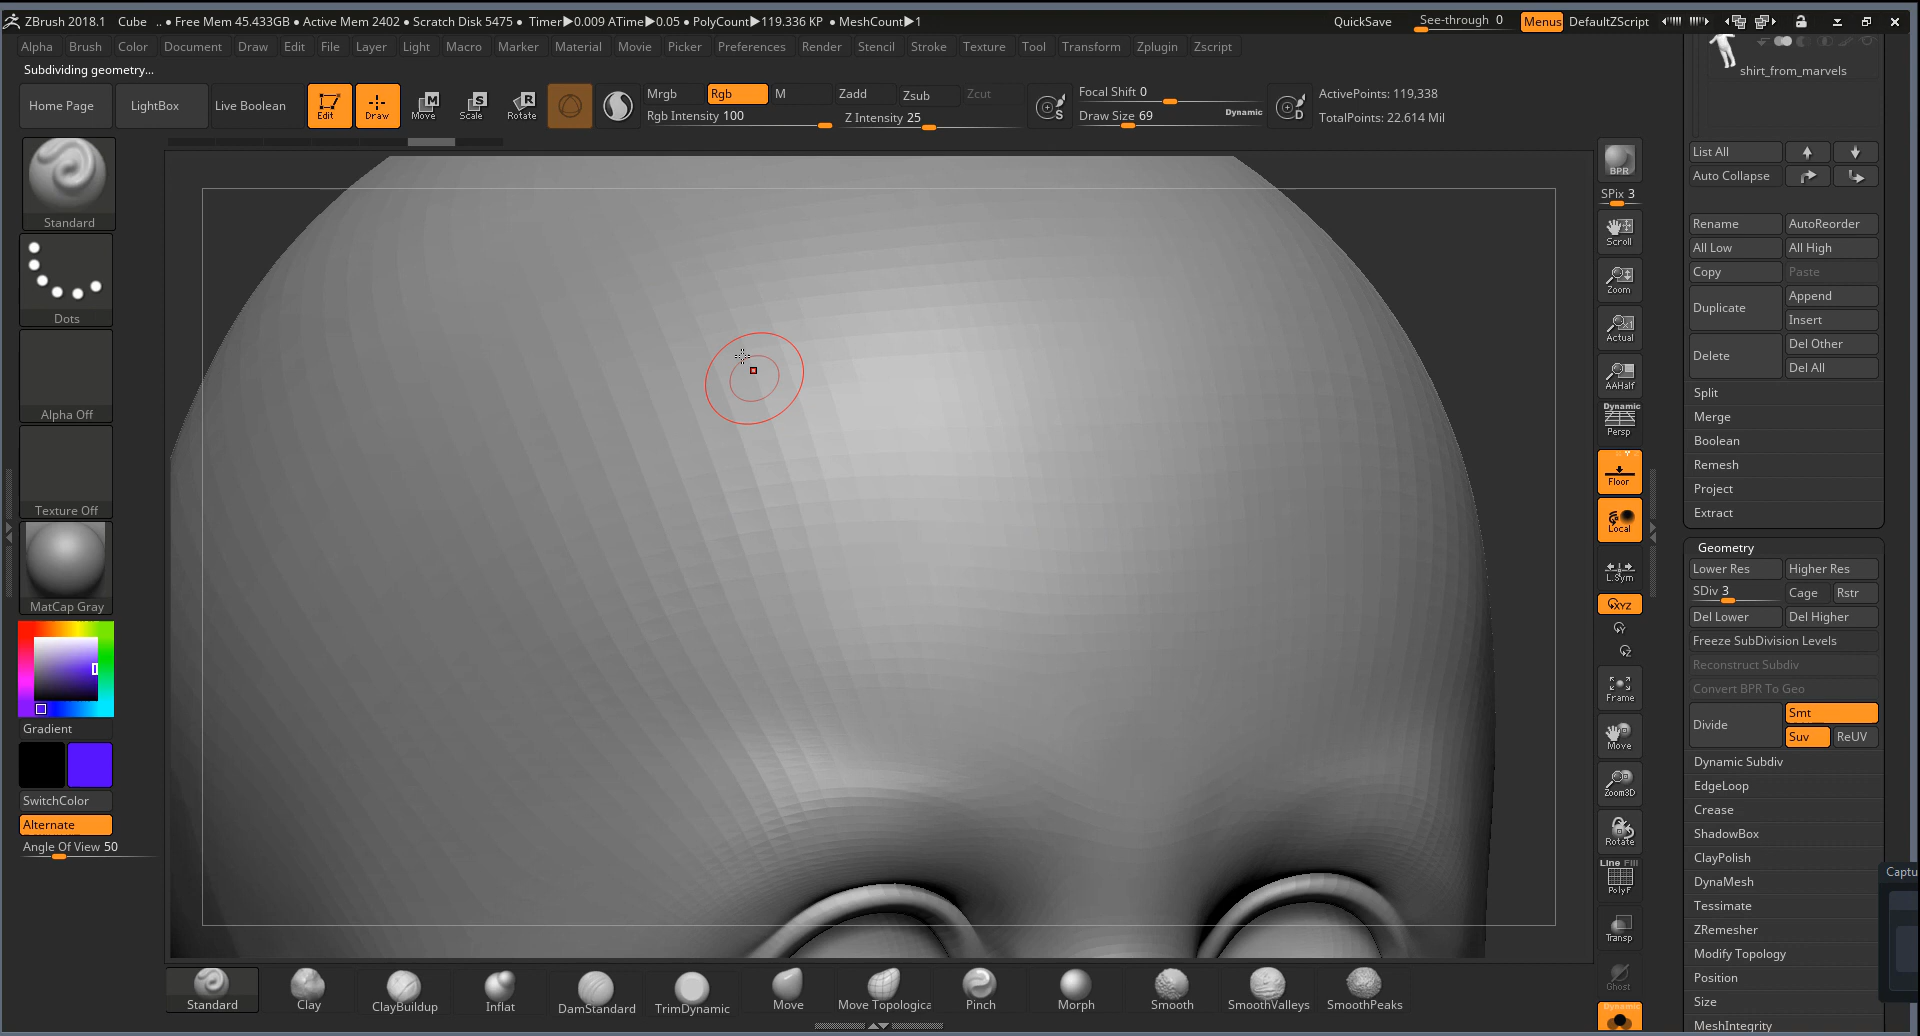 ZBrush 2018.1 Cube .. ● Free Mem 45.433GB ● Active Mem 2402 ● Scratch Disk 5475 ● Timer▶0.009 ATime▶0.05 ● PolyCount▶119.336 KP ● MeshCount▶1 QuickSave See-through 0 Menus DefaultZScript
Alpha Brush Color Document Draw Edit File Layer Light Macro Marker Material Movie Picker Preferences Render Stencil Stroke Texture Tool Transform Zplugin Zscript
Subdividing geometry...
shirt_from_marvels
Home Page LightBox Live Boolean Edit Draw Move Scale Rotate
M S R
Mrgb Rgb M Zadd Zsub Zcut
Rgb Intensity 100 Z Intensity 25
S Focal Shift 0
Draw Size 69 Dynamic
D ActivePoints: 119,338
TotalPoints: 22.614 Mil
Standard
Dots
Alpha Off
Texture Off
MatCap Gray
Gradient
SwitchColor
Alternate
Angle Of View 50
BPR
SPix 3
Scroll
Zoom
Actual
AAHalf
Dynamic
Persp
Floor
Local
L.Sym
XYZ
Y
Z
Frame
Move
Zoom3D
Rotate
Line Fill
PolyF
Transp
Ghost
Dynamic
List All
Auto Collapse
Rename AutoReorder
All Low All High
Copy Paste
Duplicate Append
Insert
Delete Del Other
Del All
Split
Merge
Boolean
Remesh
Project
Extract
Geometry
Lower Res Higher Res
SDiv 3 Cage Rstr
Del Lower Del Higher
Freeze SubDivision Levels
Reconstruct Subdiv
Convert BPR To Geo
Divide Smt
Suv ReUV
Dynamic Subdiv
EdgeLoop
Crease
ShadowBox
ClayPolish
DynaMesh
Tessimate
ZRemesher
Modify Topology
Position
Size
MeshIntegrity
Captu
Standard Clay ClayBuildup Inflat DamStandard TrimDynamic Move Move Topologica Pinch Morph Smooth SmoothValleys SmoothPeaks